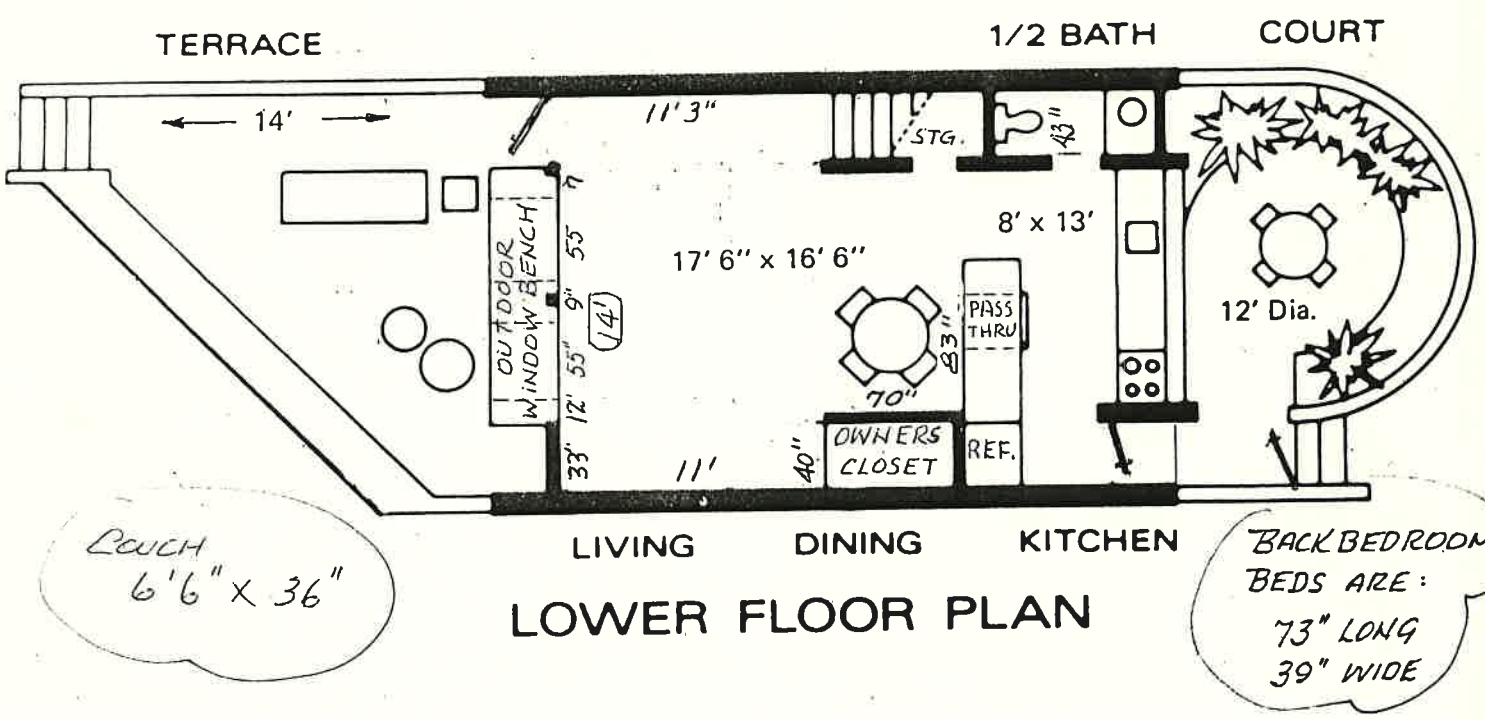 TERRACE
1/2 BATH
COURT
14'
11'3"
STG.
43"
7
55
9"
55"
12'
33"
14'
OUTDOOR
WINDOW BENCH
17' 6" x 16' 6"
8' x 13'
12' Dia.
PASS
THRU
83"
70"
OWNERS
CLOSET
40"
REF.
11'
LIVING
DINING
KITCHEN
LOWER FLOOR PLAN
COUCH
6'6" X 36"
BACK BEDROOM
BEDS ARE:
73" LONG
39" WIDE